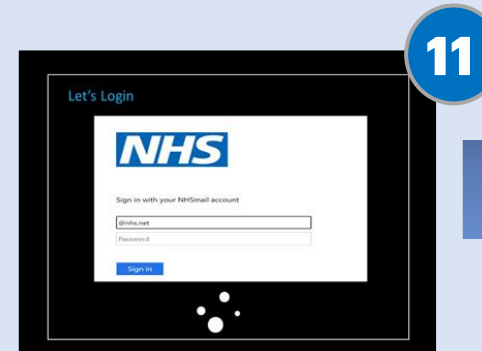 11
Let's Login
NHS
Sign in with your NHSmail account
@nhs.net
Password
Sign in